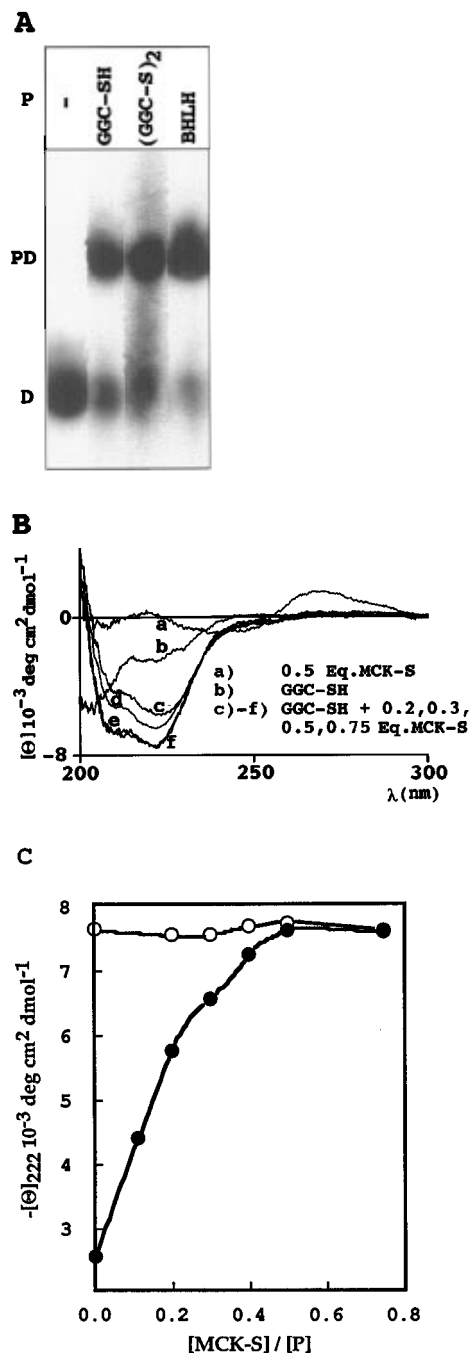 A
P
-
GGC-SH
(GGC-S)2
BHLH
PD
D
B
[Θ]10⁻³ deg cm² dmol⁻¹
0
-8
a
b
c
d
e
f
a) 0.5 Eq.MCK-S
b) GGC-SH
c)-f) GGC-SH + 0.2,0.3,
0.5,0.75 Eq.MCK-S
200
250
300
λ(nm)
C
-[Θ]222 10⁻³ deg cm² dmol⁻¹
8
7
6
5
4
3
0.0
0.2
0.4
0.6
0.8
[MCK-S] / [P]